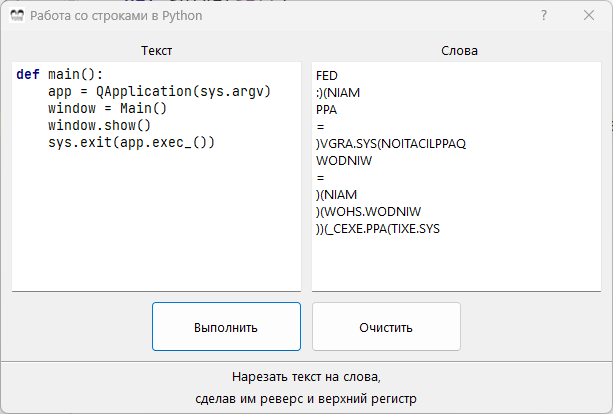 Работа со строками в Python
Текст
Слова
def main():
    app = QApplication(sys.argv)
    window = Main()
    window.show()
    sys.exit(app.exec_())
FED
:)(NIAM
PPA
=
)VGRA.SYS(NOITACILPPAQ
WODNIW
=
)(NIAM
)(WOHS.WODNIW
))(_CEXE.PPA(TIXE.SYS
Выполнить
Очистить
Нарезать текст на слова,
сделав им реверс и верхний регистр